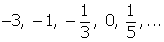 -3, -1, -1/3, 0, 1/5, ...